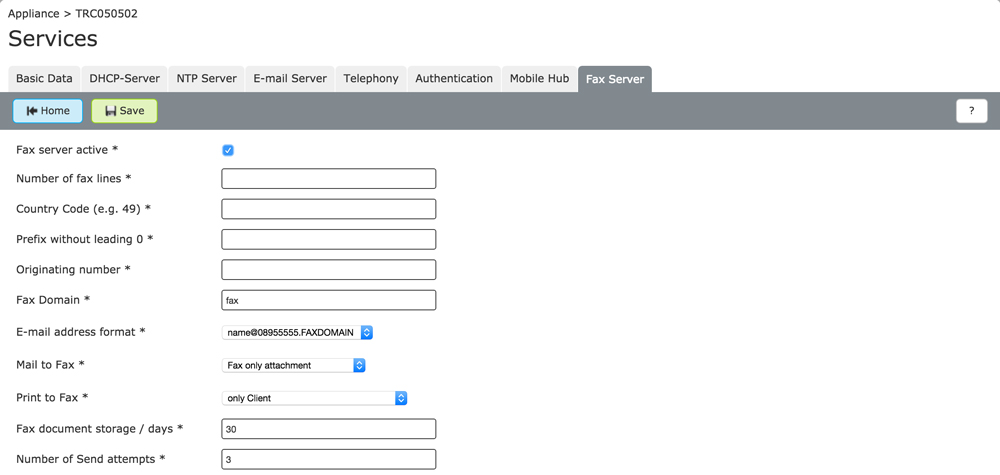 Appliance > TRC050502
Services
Basic Data DHCP-Server NTP Server E-mail Server Telephony Authentication Mobile Hub Fax Server
Home Save ?
Fax server active *
Number of fax lines *
Country Code (e.g. 49) *
Prefix without leading 0 *
Originating number *
Fax Domain * fax
E-mail address format * name@08955555.FAXDOMAIN
Mail to Fax * Fax only attachment
Print to Fax * only Client
Fax document storage / days * 30
Number of Send attempts * 3